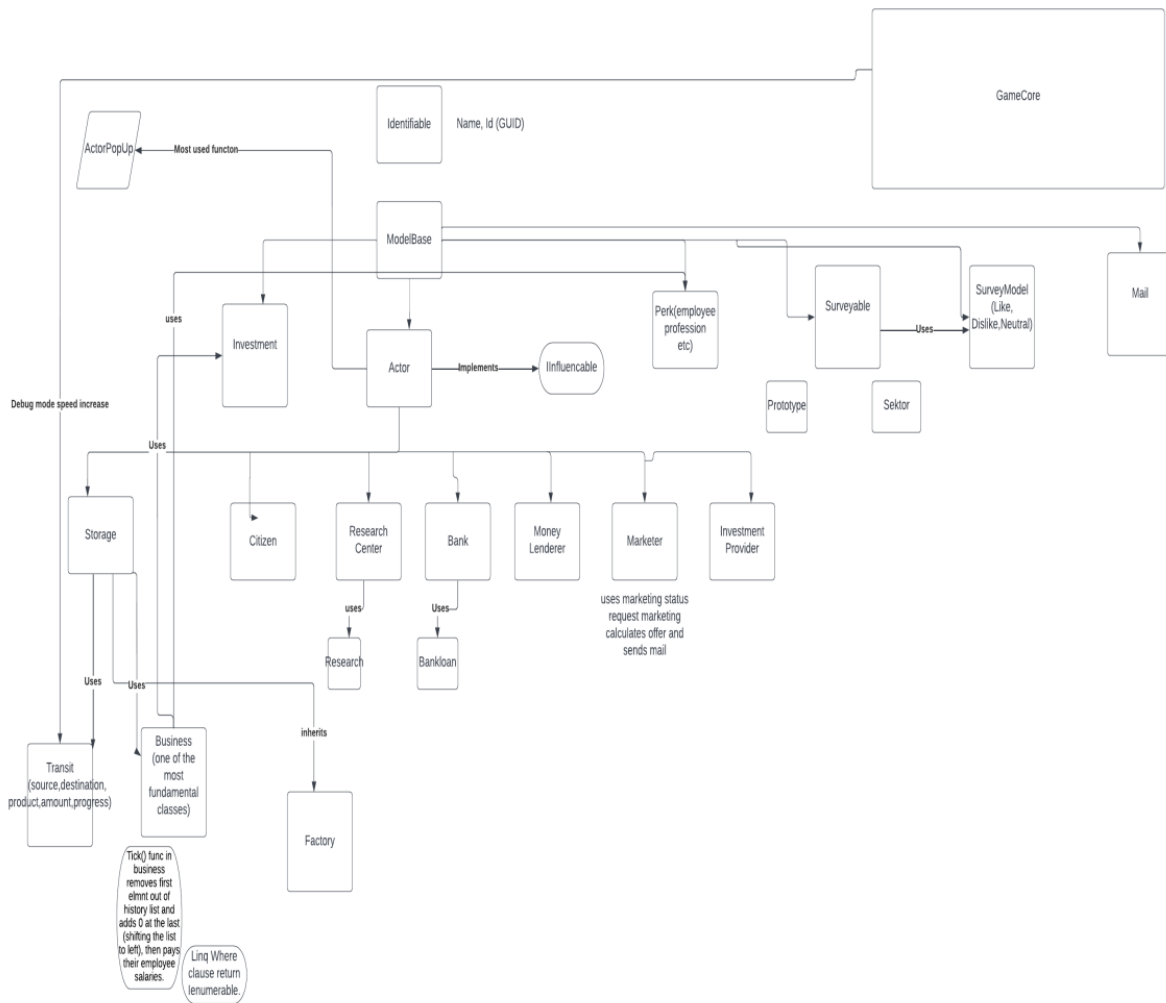 GameCore
Identifiable
Name, Id (GUID)
ActorPopUp
Most used functon
ModelBase
Mail
Surveyable
SurveyModel
(Like,
Dislike,Neutral)
Perk(employee
profession
etc)
uses
Investment
Uses
Actor
Implements
IInfluencable
Prototype
Sektor
Debug mode speed increase
Uses
Storage
Citizen
Research
Center
Bank
Money
Lenderer
Marketer
Investment
Provider
uses marketing status
request marketing
calculates offer and
sends mail
uses
Uses
Research
Bankloan
Uses
Uses
inherits
Transit
(source,destination,
product,amount,progress)
Business
(one of the
most
fundamental
classes)
Factory
Tick() func in
business
removes first
elmnt out of
history list and
adds 0 at the last
(shifting the list
to left), then pays
their employee
salaries.
Linq Where
clause return
Ienumerable.